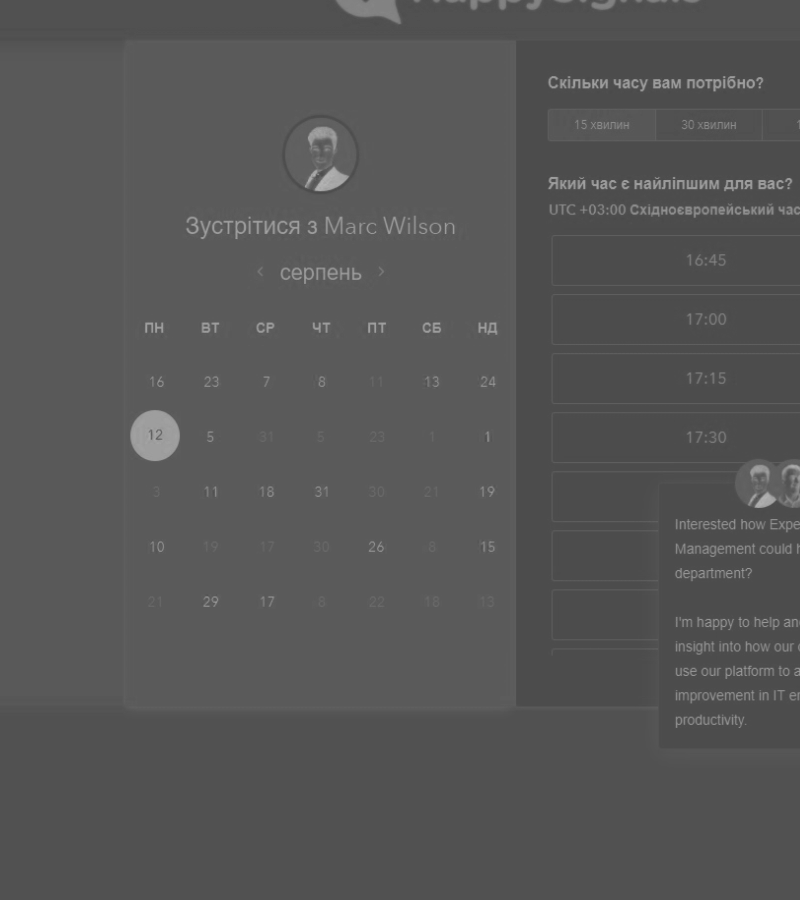 HappySignals
Зустрітися з Marc Wilson
серпень
ПН ВТ СР ЧТ ПТ СБ НД
16 23 7 8 11 13 24
12 5 31 5 23 1 1
3 11 18 31 30 21 19
10 19 17 30 26 8 15
21 29 17 8 22 18 13
Скільки часу вам потрібно?
15 хвилин 30 хвилин 1
Який час є найліпшим для вас?
UTC +03:00 Східноєвропейський час
16:45
17:00
17:15
17:30
Interested how Expe
Management could h
department?
I'm happy to help an
insight into how our
use our platform to a
improvement in IT e
productivity.